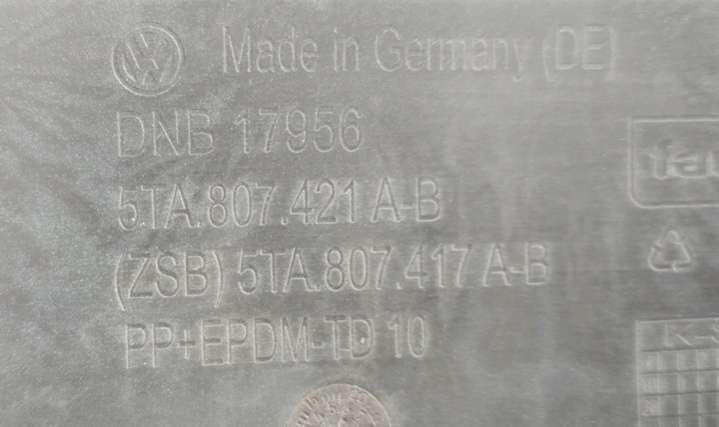 Made in Germany (DE)
DNB 17956
5TA.807.421 A-B
(ZSB) 5TA.807.417 A-B
PP+EPDM-TD 10